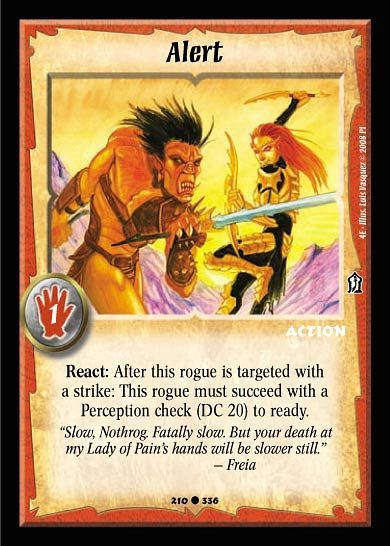 Alert
4E · Illus. Luis Vasquez © 2008 PI
1
ACTION
React: After this rogue is targeted with
a strike: This rogue must succeed with a
Perception check (DC 20) to ready.
“Slow, Nothrog. Fatally slow. But your death at
my Lady of Pain’s hands will be slower still.”
– Freia
210 ● 336